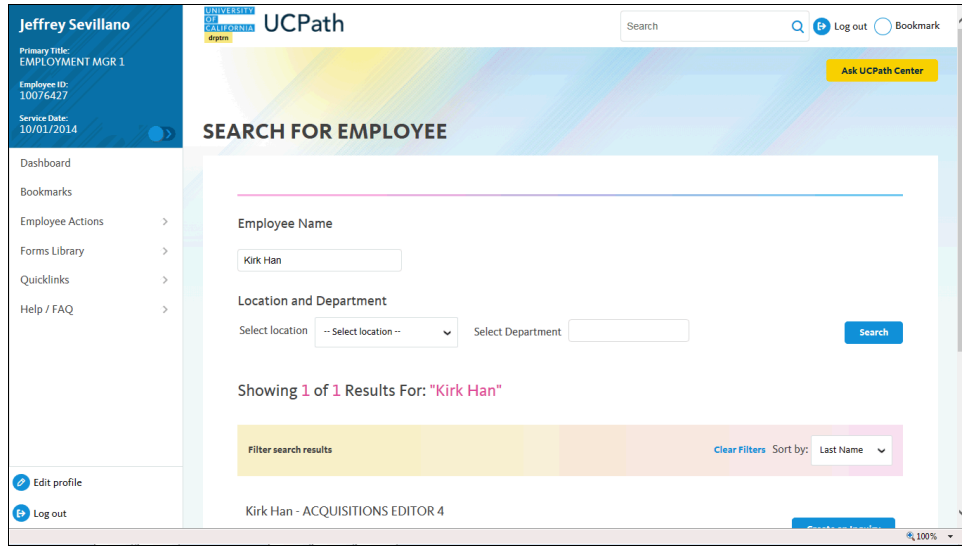 Jeffrey Sevillano
Primary Title:
EMPLOYMENT MGR 1
Employee ID:
10076427
Service Date:
10/01/2014
Dashboard
Bookmarks
Employee Actions
Forms Library
Quicklinks
Help / FAQ
Edit profile
Log out
UNIVERSITY
OF
CALIFORNIA
drptrn
UCPath
Search
Log out
Bookmark
Ask UCPath Center
SEARCH FOR EMPLOYEE
Employee Name
Kirk Han
Location and Department
Select location
-- Select location --
Select Department
Search
Showing 1 of 1 Results For: "Kirk Han"
Filter search results
Clear Filters
Sort by:
Last Name
Kirk Han - ACQUISITIONS EDITOR 4
Create an Inquiry
100%